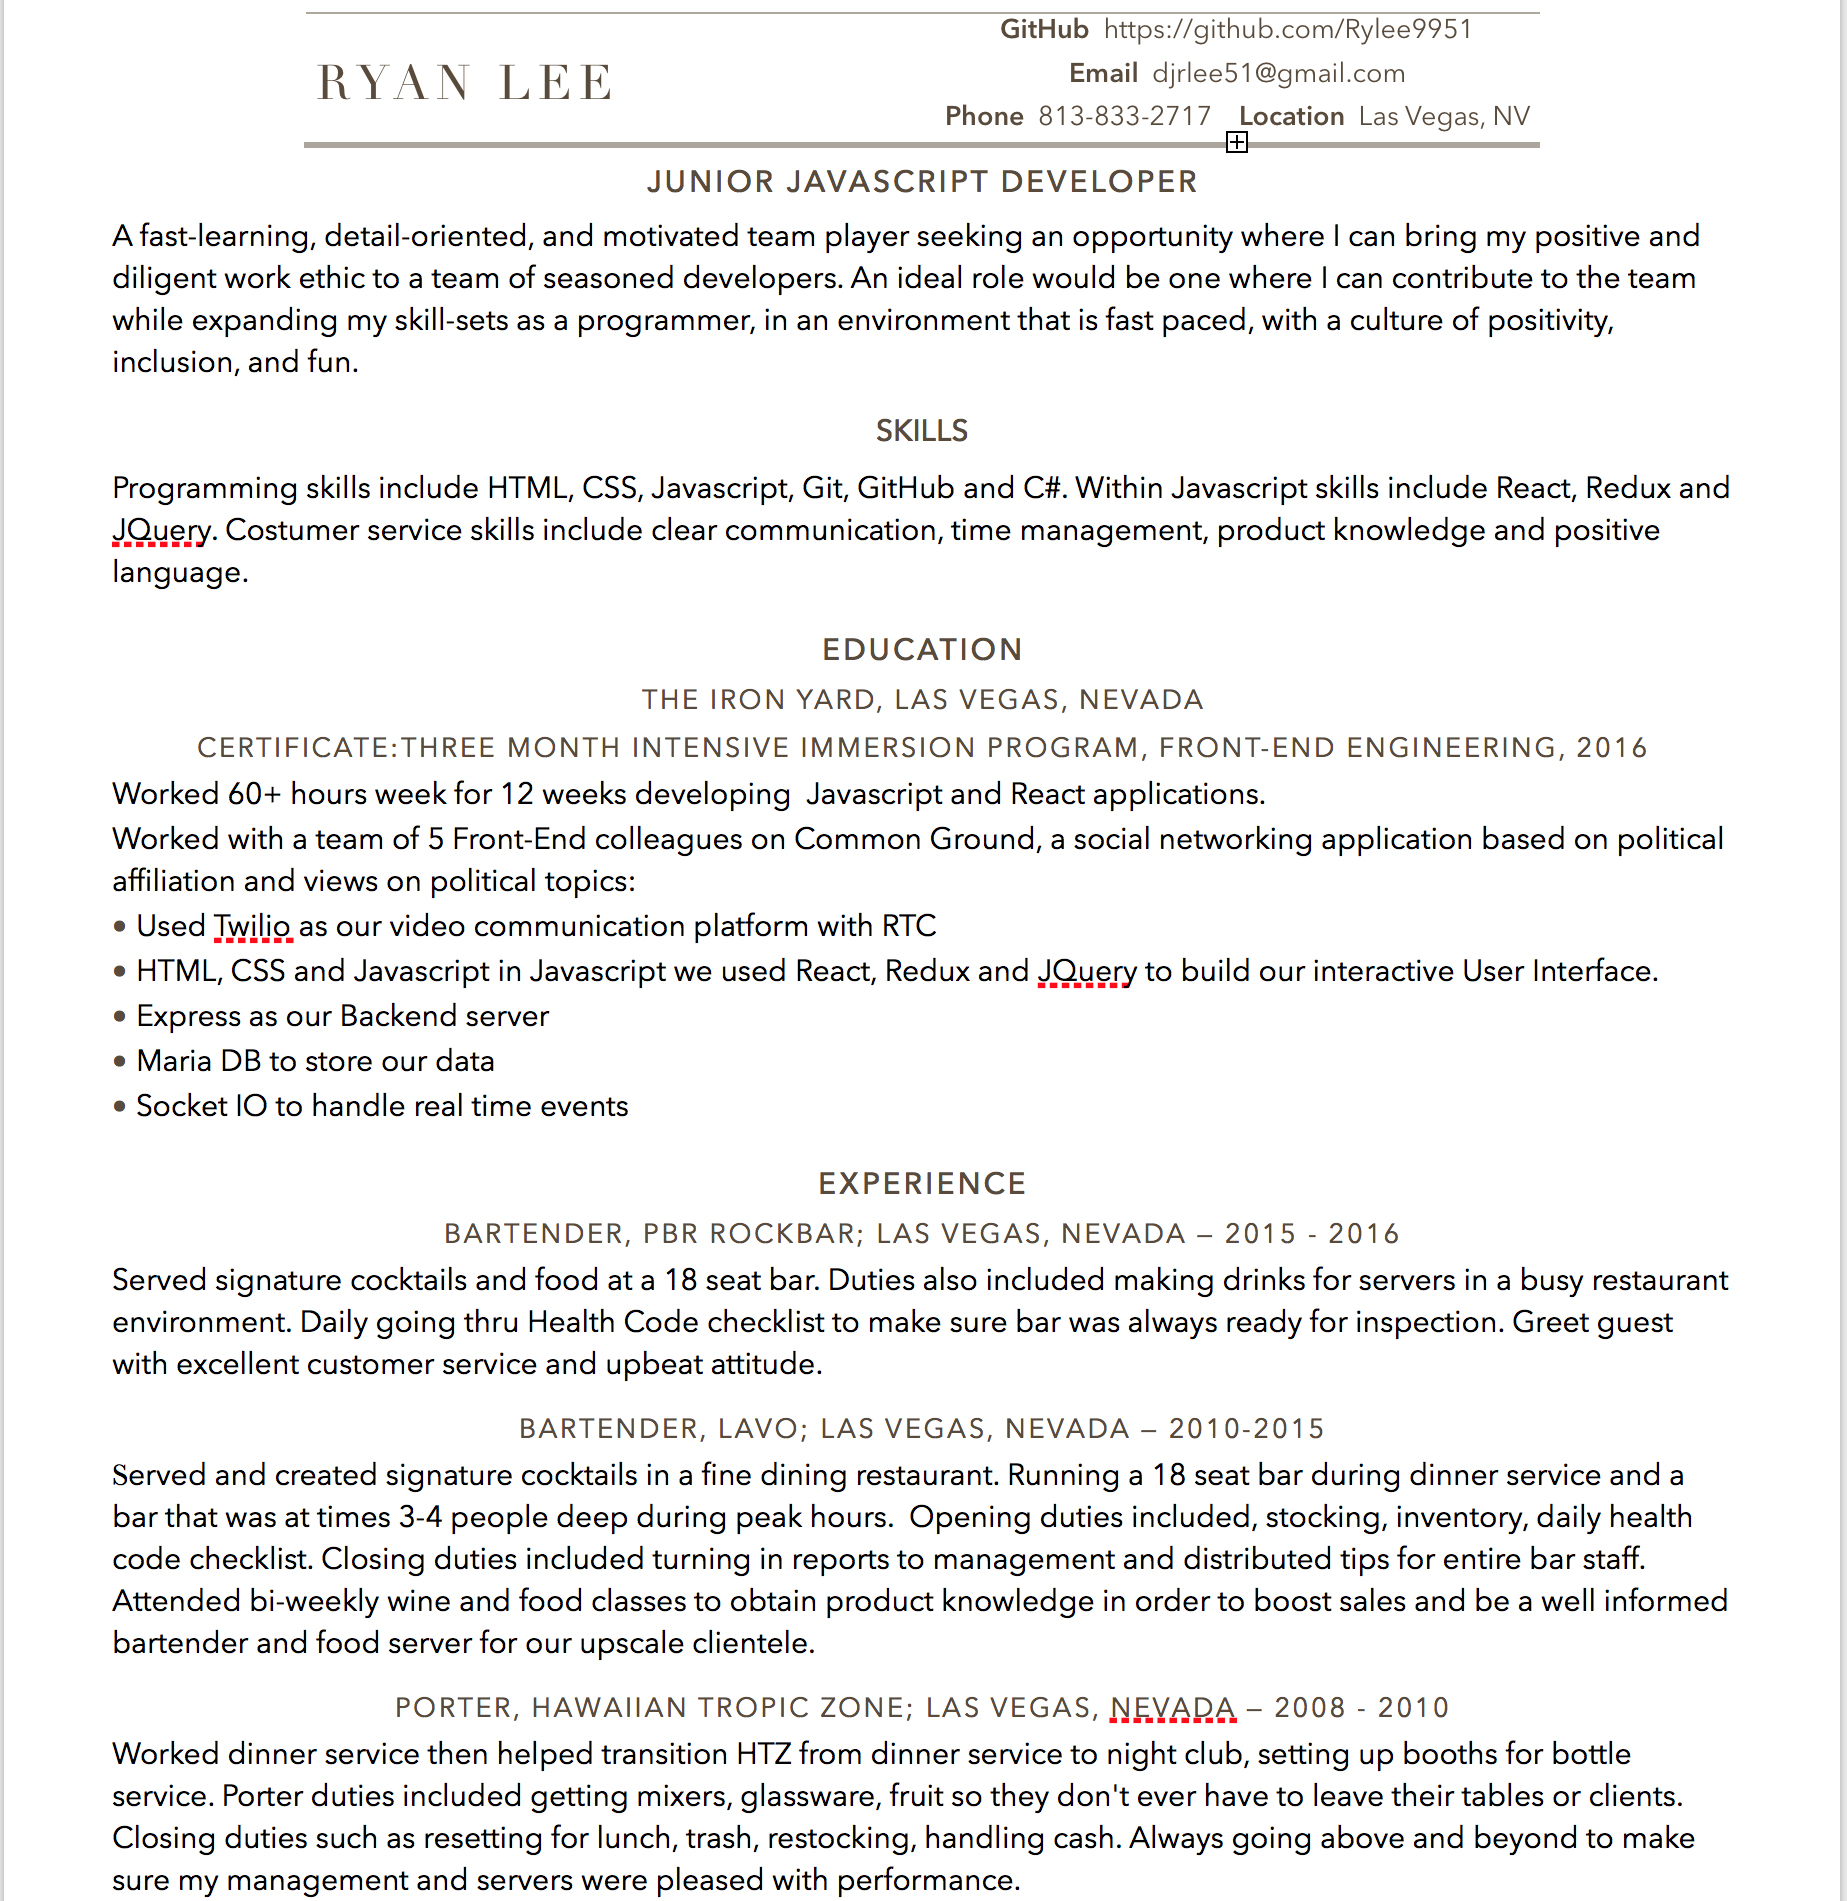 GitHub https://github.com/Rylee9951
RYAN LEE
Email djrlee51@gmail.com
Phone 813-833-2717 Location Las Vegas, NV
JUNIOR JAVASCRIPT DEVELOPER
A fast-learning, detail-oriented, and motivated team player seeking an opportunity where I can bring my positive and
diligent work ethic to a team of seasoned developers. An ideal role would be one where I can contribute to the team
while expanding my skill-sets as a programmer, in an environment that is fast paced, with a culture of positivity,
inclusion, and fun.
SKILLS
Programming skills include HTML, CSS, Javascript, Git, GitHub and C#. Within Javascript skills include React, Redux and
JQuery. Costumer service skills include clear communication, time management, product knowledge and positive
language.
EDUCATION
THE IRON YARD, LAS VEGAS, NEVADA
CERTIFICATE:THREE MONTH INTENSIVE IMMERSION PROGRAM, FRONT-END ENGINEERING, 2016
Worked 60+ hours week for 12 weeks developing  Javascript and React applications.
Worked with a team of 5 Front-End colleagues on Common Ground, a social networking application based on political
affiliation and views on political topics:
• Used Twilio as our video communication platform with RTC
• HTML, CSS and Javascript in Javascript we used React, Redux and JQuery to build our interactive User Interface.
• Express as our Backend server
• Maria DB to store our data
• Socket IO to handle real time events
EXPERIENCE
BARTENDER, PBR ROCKBAR; LAS VEGAS, NEVADA – 2015 - 2016
Served signature cocktails and food at a 18 seat bar. Duties also included making drinks for servers in a busy restaurant
environment. Daily going thru Health Code checklist to make sure bar was always ready for inspection. Greet guest
with excellent customer service and upbeat attitude.
BARTENDER, LAVO; LAS VEGAS, NEVADA – 2010-2015
Served and created signature cocktails in a fine dining restaurant. Running a 18 seat bar during dinner service and a
bar that was at times 3-4 people deep during peak hours.  Opening duties included, stocking, inventory, daily health
code checklist. Closing duties included turning in reports to management and distributed tips for entire bar staff.
Attended bi-weekly wine and food classes to obtain product knowledge in order to boost sales and be a well informed
bartender and food server for our upscale clientele.
PORTER, HAWAIIAN TROPIC ZONE; LAS VEGAS, NEVADA – 2008 - 2010
Worked dinner service then helped transition HTZ from dinner service to night club, setting up booths for bottle
service. Porter duties included getting mixers, glassware, fruit so they don't ever have to leave their tables or clients.
Closing duties such as resetting for lunch, trash, restocking, handling cash. Always going above and beyond to make
sure my management and servers were pleased with performance.